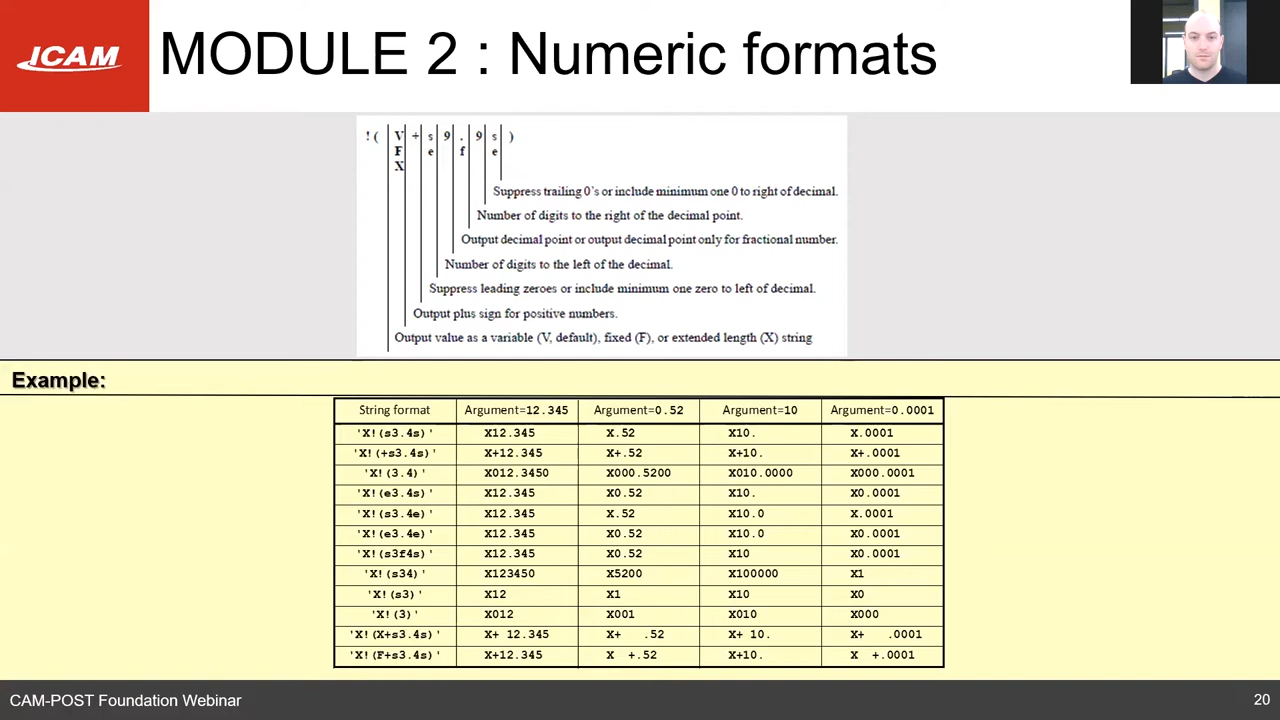 ICAM
MODULE 2 : Numeric formats
!( V + s 9 . 9 s )
F e f e
X
Suppress trailing 0's or include minimum one 0 to right of decimal.
Number of digits to the right of the decimal point.
Output decimal point or output decimal point only for fractional number.
Number of digits to the left of the decimal.
Suppress leading zeroes or include minimum one zero to left of decimal.
Output plus sign for positive numbers.
Output value as a variable (V, default), fixed (F), or extended length (X) string
Example:
String format Argument=12.345 Argument=0.52 Argument=10 Argument=0.0001
'X!(s3.4s)' X12.345 X.52 X10. X.0001
'X!(+s3.4s)' X+12.345 X+.52 X+10. X+.0001
'X!(3.4)' X012.3450 X000.5200 X010.0000 X000.0001
'X!(e3.4s)' X12.345 X0.52 X10. X0.0001
'X!(s3.4e)' X12.345 X.52 X10.0 X.0001
'X!(e3.4e)' X12.345 X0.52 X10.0 X0.0001
'X!(s3f4s)' X12.345 X0.52 X10 X0.0001
'X!(s34)' X123450 X5200 X100000 X1
'X!(s3)' X12 X1 X10 X0
'X!(3)' X012 X001 X010 X000
'X!(X+s3.4s)' X+ 12.345 X+ .52 X+ 10. X+ .0001
'X!(F+s3.4s)' X+12.345 X +.52 X+10. X +.0001
CAM-POST Foundation Webinar 20